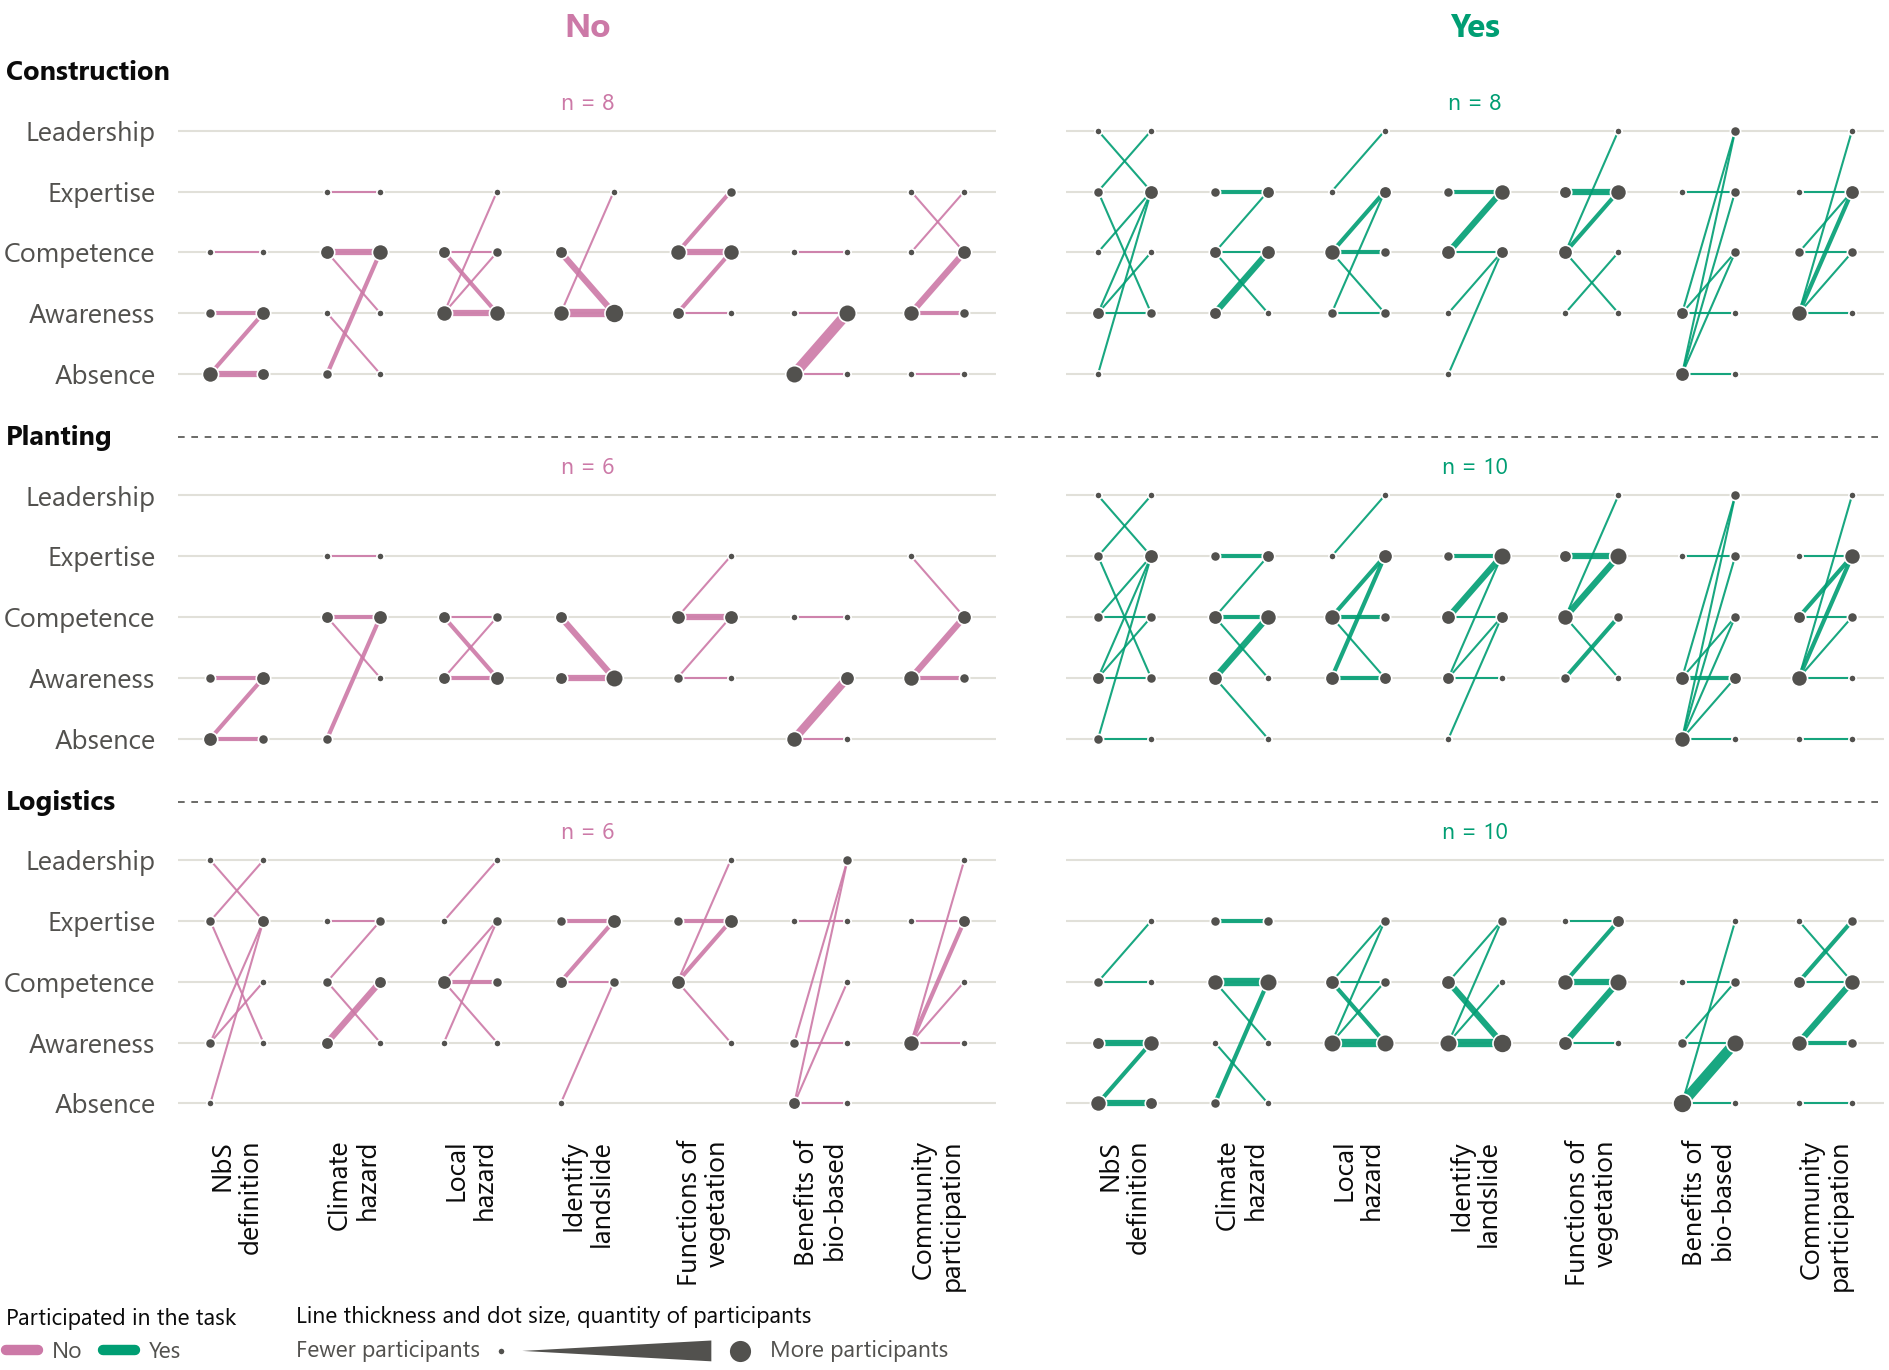 No
Yes
Construction
n = 8
n = 8
Leadership
Expertise
Competence
Awareness
Absence
Planting
n = 6
n = 10
Leadership
Expertise
Competence
Awareness
Absence
Logistics
n = 6
n = 10
Leadership
Expertise
Competence
Awareness
Absence
NbS
definition
Climate
hazard
Local
hazard
Identify
landslide
Functions of
vegetation
Benefits of
bio-based
Community
participation
NbS
definition
Climate
hazard
Local
hazard
Identify
landslide
Functions of
vegetation
Benefits of
bio-based
Community
participation
Participated in the task
No
Yes
Line thickness and dot size, quantity of participants
Fewer participants
More participants